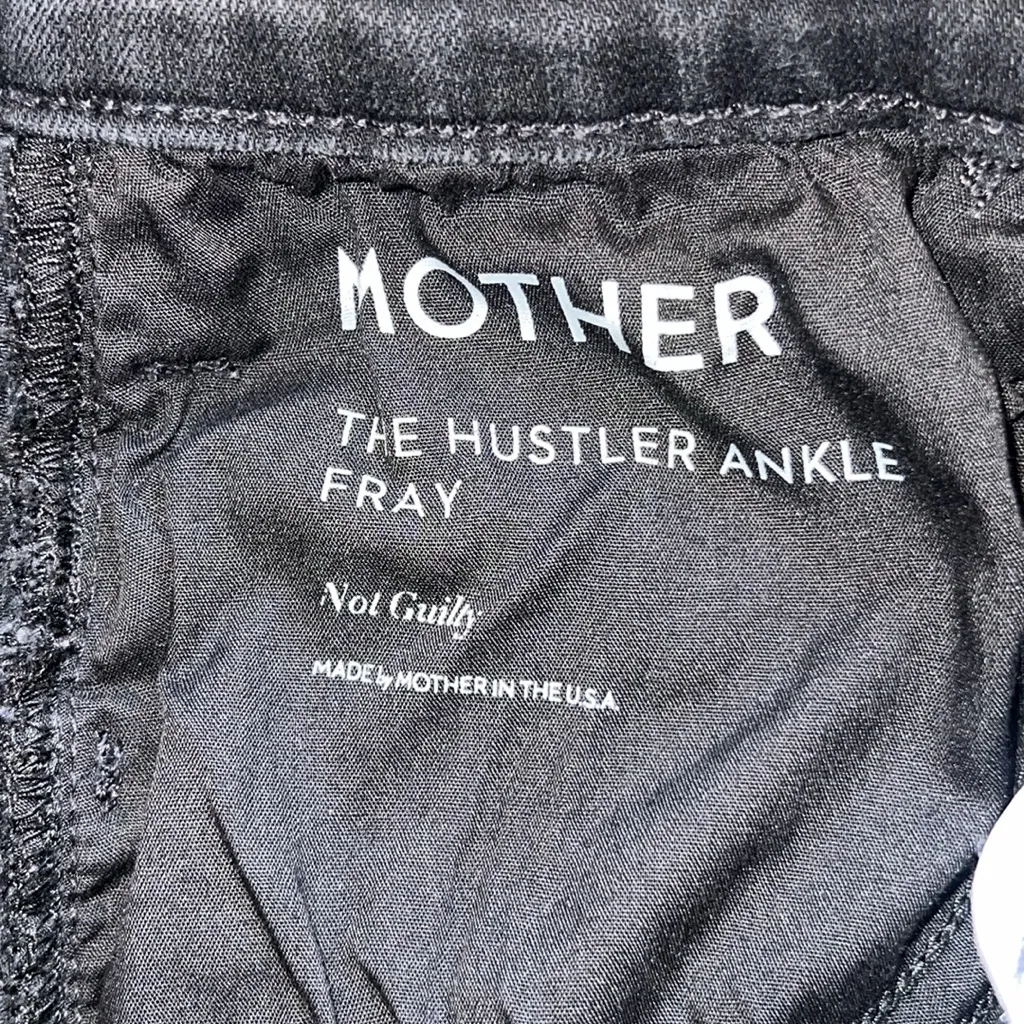 MOTHER
THE HUSTLER ANKLE
FRAY
Not Guilty
MADE by MOTHER IN THE U.S.A.